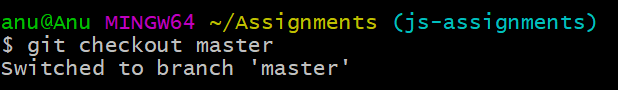 anu@Anu MINGW64 ~/Assignments (js-assignments)
$ git checkout master
Switched to branch 'master'